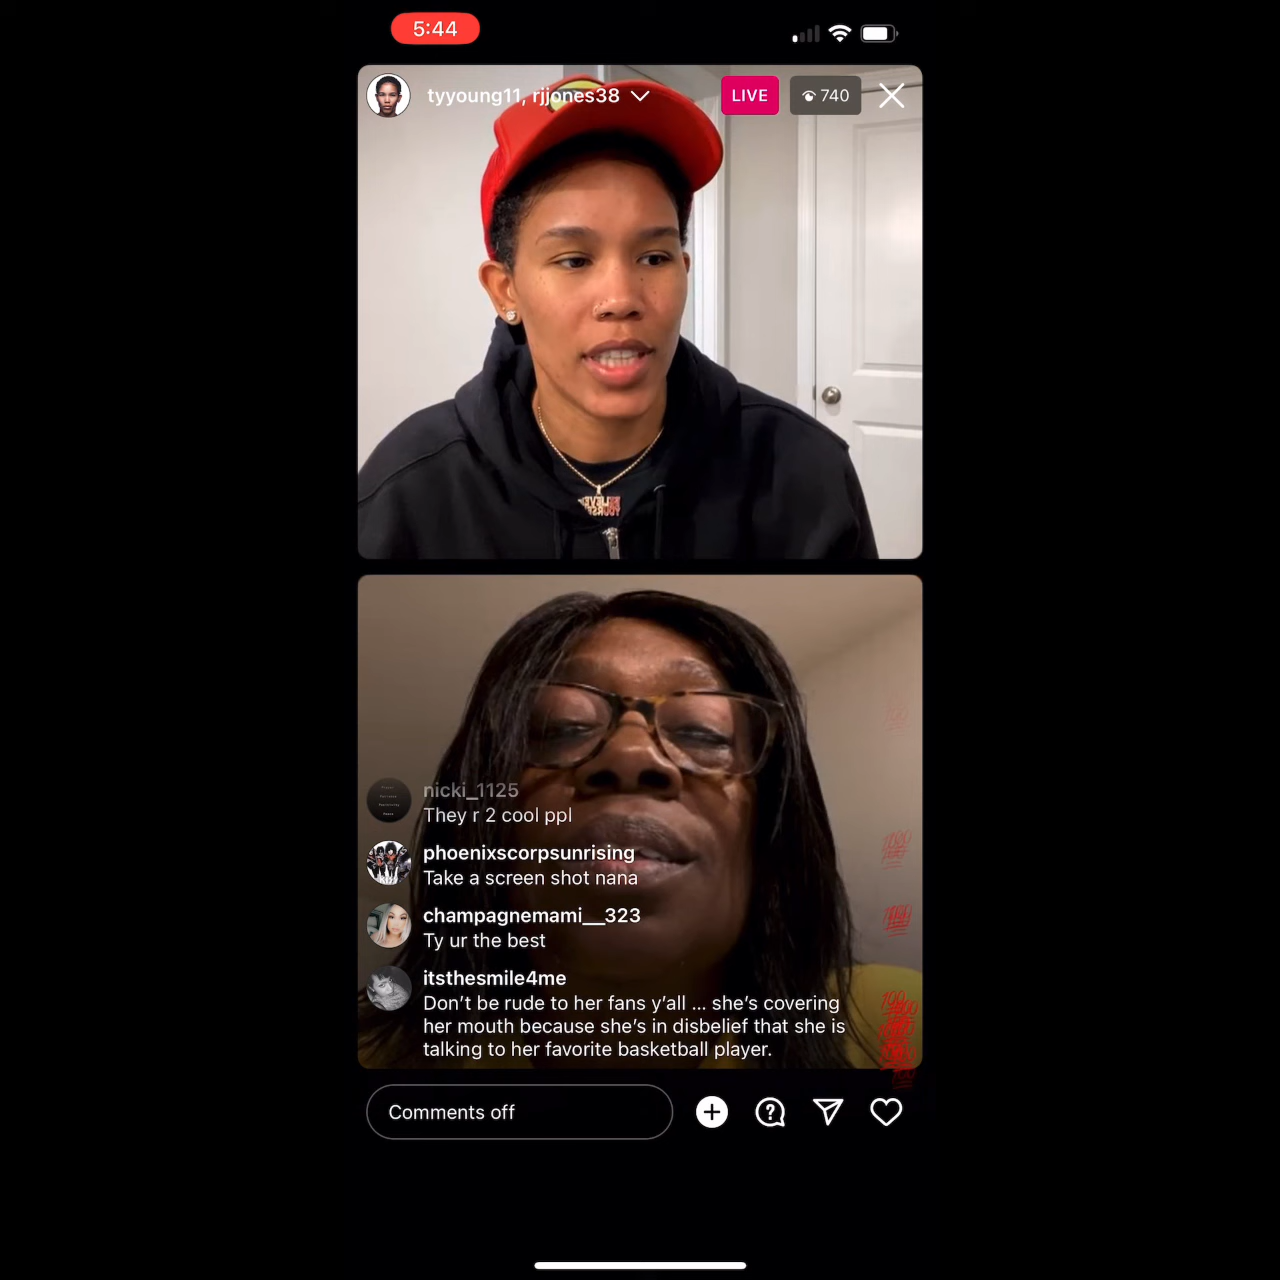 5:44
tyyoung11, rjjones38
LIVE
740
nicki_1125
They r 2 cool ppl
phoenixscorpsunrising
Take a screen shot nana
champagnemami__323
Ty ur the best
itsthesmile4me
Don’t be rude to her fans y’all ... she’s covering
her mouth because she’s in disbelief that she is
talking to her favorite basketball player.
Comments off